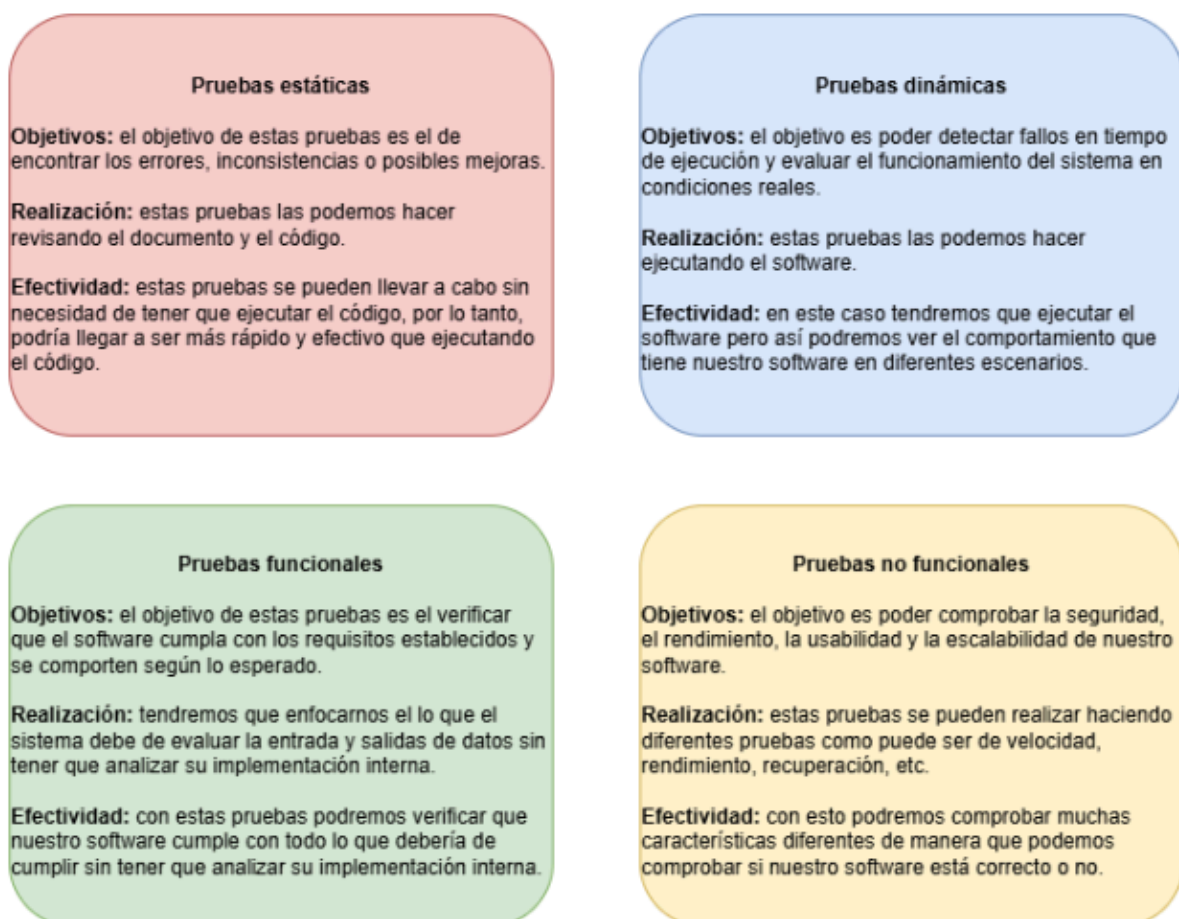 Pruebas estáticas
Objetivos: el objetivo de estas pruebas es el de
encontrar los errores, inconsistencias o posibles mejoras.
Realización: estas pruebas las podemos hacer
revisando el documento y el código.
Efectividad: estas pruebas se pueden llevar a cabo sin
necesidad de tener que ejecutar el código, por lo tanto,
podría llegar a ser más rápido y efectivo que ejecutando
el código.
Pruebas dinámicas
Objetivos: el objetivo es poder detectar fallos en tiempo
de ejecución y evaluar el funcionamiento del sistema en
condiciones reales.
Realización: estas pruebas las podemos hacer
ejecutando el software.
Efectividad: en este caso tendremos que ejecutar el
software pero así podremos ver el comportamiento que
tiene nuestro software en diferentes escenarios.
Pruebas funcionales
Objetivos: el objetivo de estas pruebas es el verificar
que el software cumpla con los requisitos establecidos y
se comporten según lo esperado.
Realización: tendremos que enfocarnos el lo que el
sistema debe de evaluar la entrada y salidas de datos sin
tener que analizar su implementación interna.
Efectividad: con estas pruebas podremos verificar que
nuestro software cumple con todo lo que debería de
cumplir sin tener que analizar su implementación interna.
Pruebas no funcionales
Objetivos: el objetivo es poder comprobar la seguridad,
el rendimiento, la usabilidad y la escalabilidad de nuestro
software.
Realización: estas pruebas se pueden realizar haciendo
diferentes pruebas como puede ser de velocidad,
rendimiento, recuperación, etc.
Efectividad: con esto podremos comprobar muchas
características diferentes de manera que podemos
comprobar si nuestro software está correcto o no.